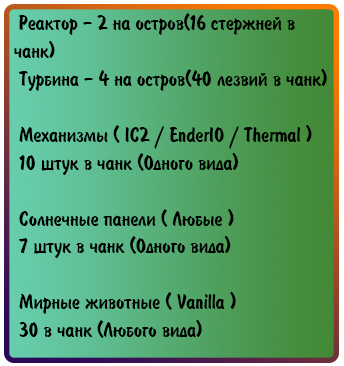 Реактор - 2 на остров(16 стержней в
чанк)
Турбина - 4 на остров(40 лезвий в чанк)
Механизмы ( IC2 / EnderIO / Thermal )
10 штук в чанк (Одного вида)
Солнечные панели ( Любые )
7 штук в чанк (Одного вида)
Мирные животные ( Vanilla )
30 в чанк (Любого вида)